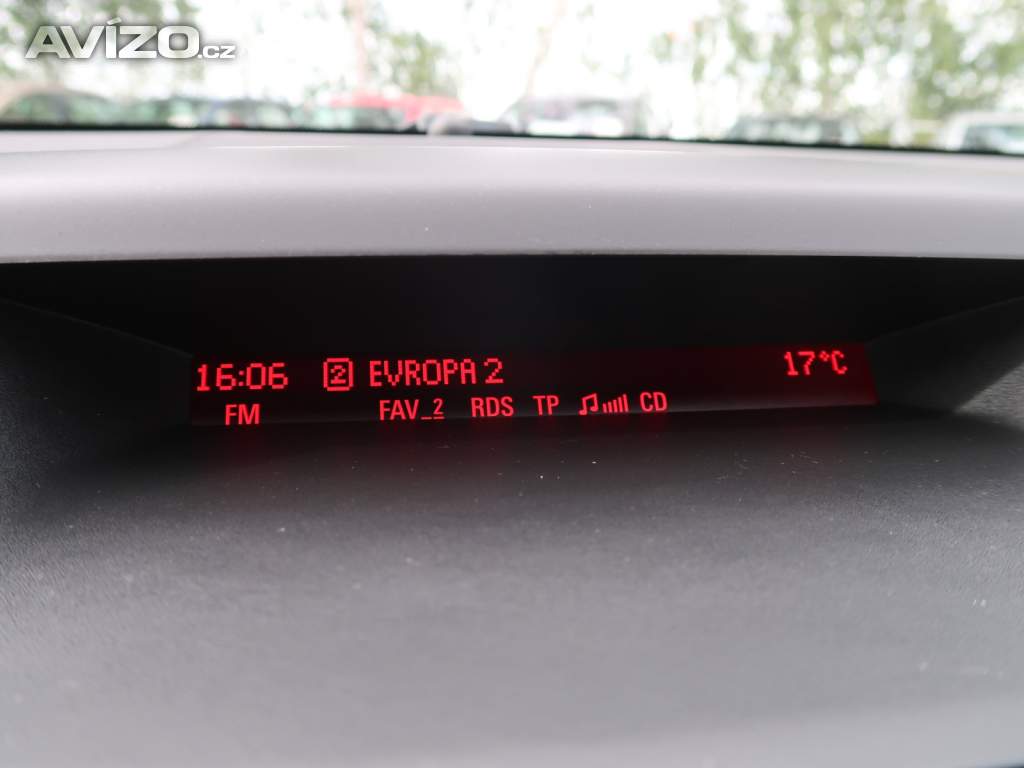 AVÍZO.cz
16:06 2 EVROPA 2 17°C
FM FAV_2 RDS TP CD